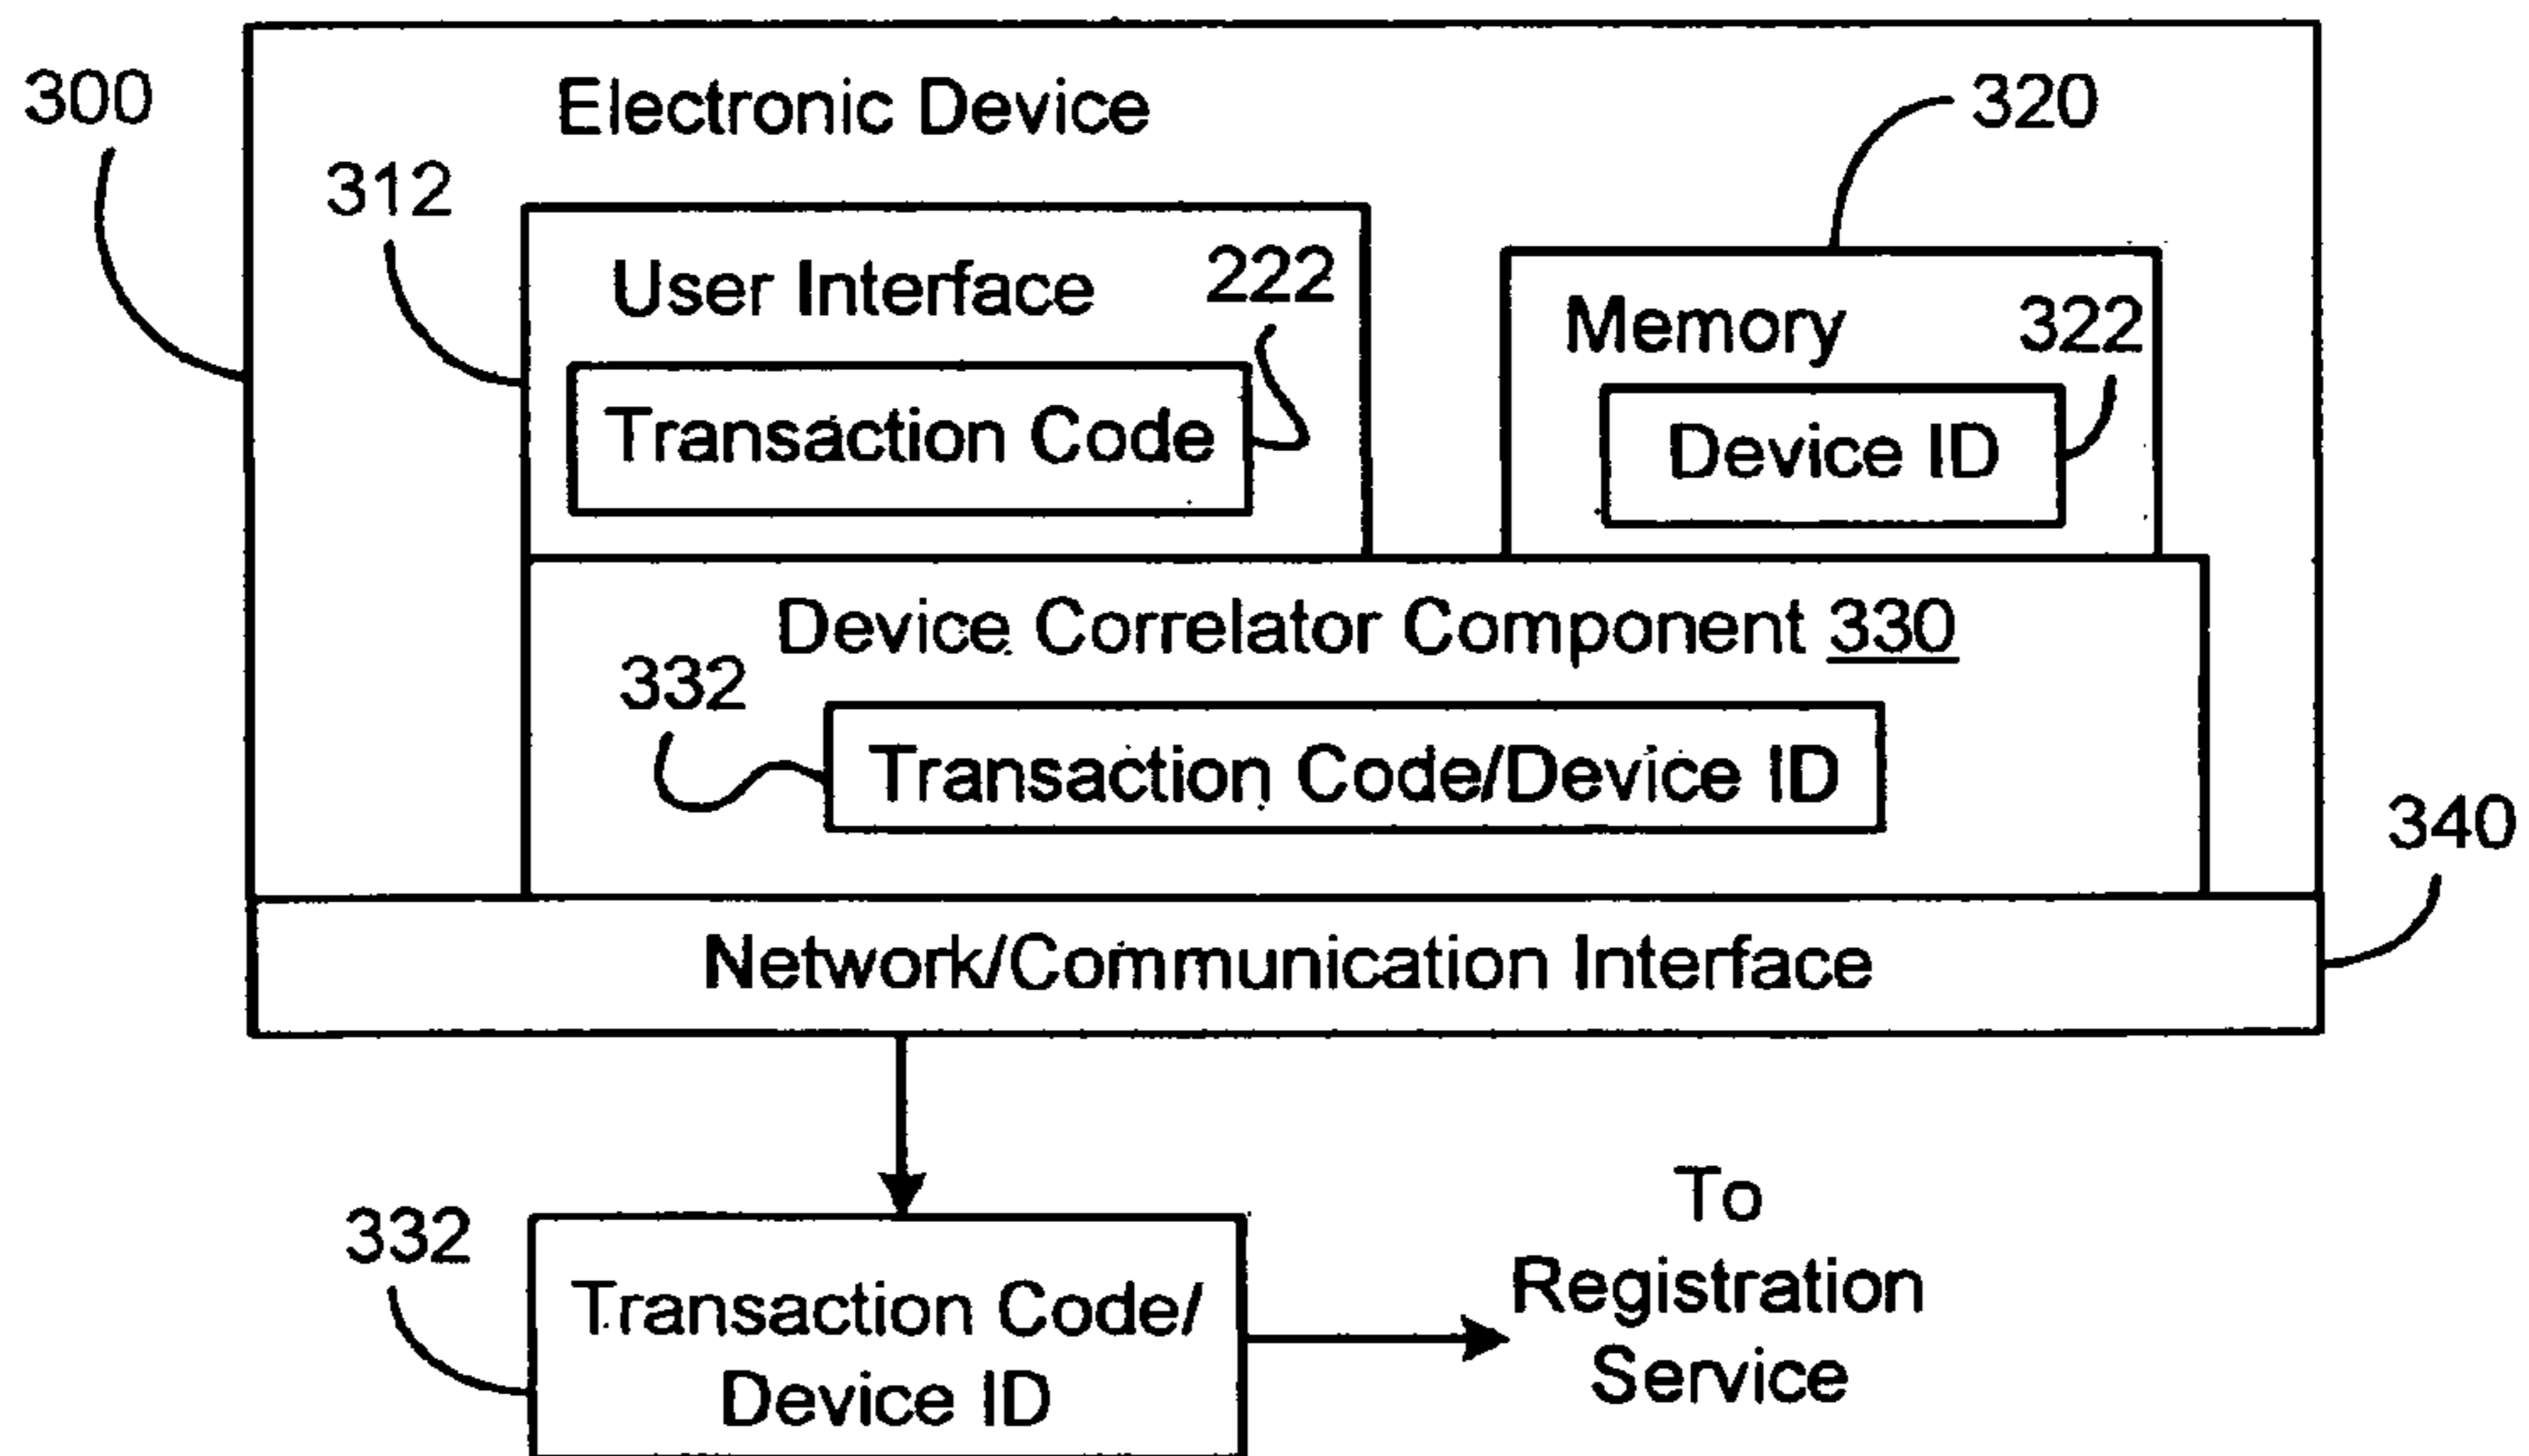 300
Electronic Device
320
312
User Interface
222
Memory
322
Transaction Code
Device ID
Device Correlator Component 330
332
Transaction Code/Device ID
340
Network/Communication Interface
332
Transaction Code/
Device ID
To
Registration
Service